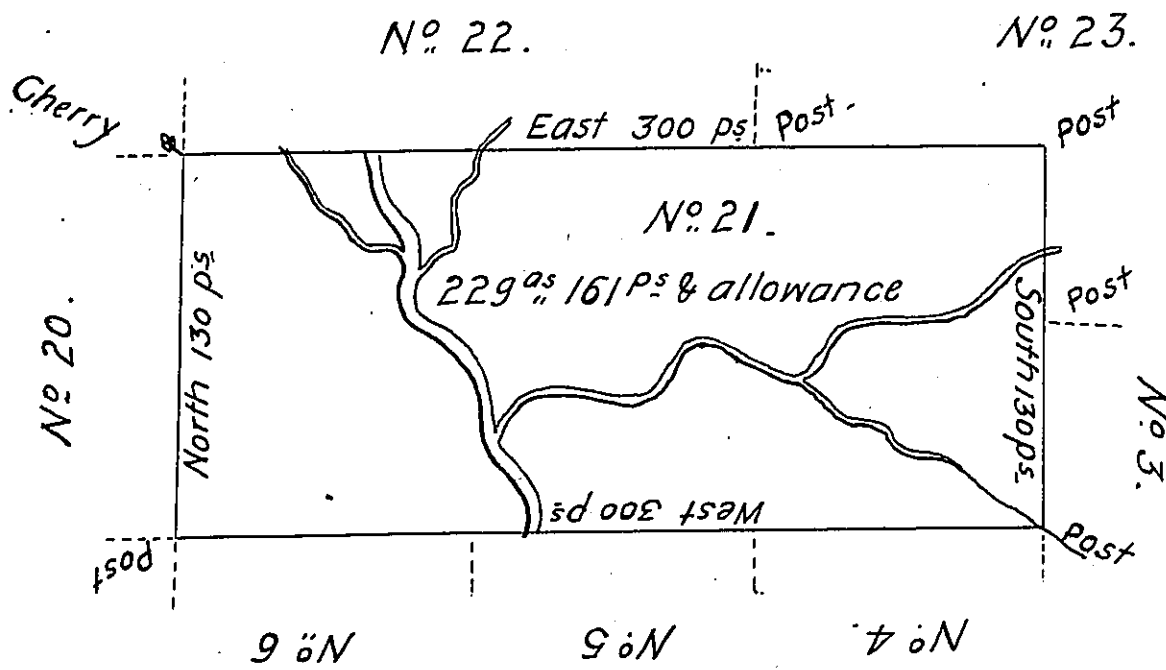 Nº 22.
Nº 23.
Cherry
East 300 ps
Post.
Post
Nº 21.
229 as 161 ps & allowance
Nº 20.
North 130 ps
South 130 ps.
Post
Nº 3.
West 300 ps
Post
Post
Nº 6
Nº 5
Nº 4.